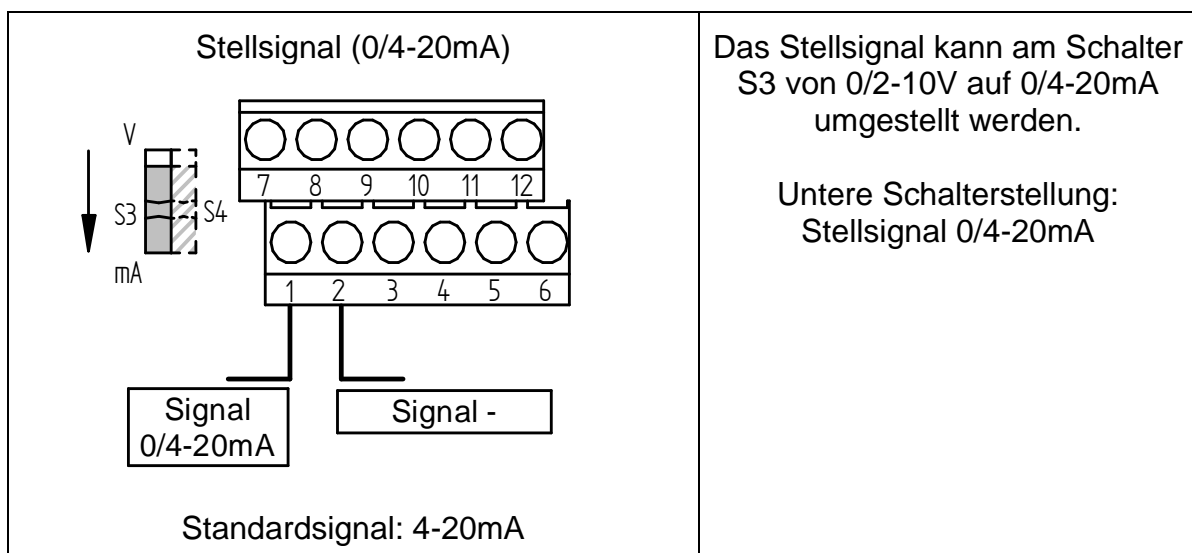 Stellsignal (0/4-20mA)
V
S3
S4
mA
7 8 9 10 11 12
1 2 3 4 5 6
Signal
0/4-20mA
Signal -
Standardsignal: 4-20mA
Das Stellsignal kann am Schalter
S3 von 0/2-10V auf 0/4-20mA
umgestellt werden.
Untere Schalterstellung:
Stellsignal 0/4-20mA